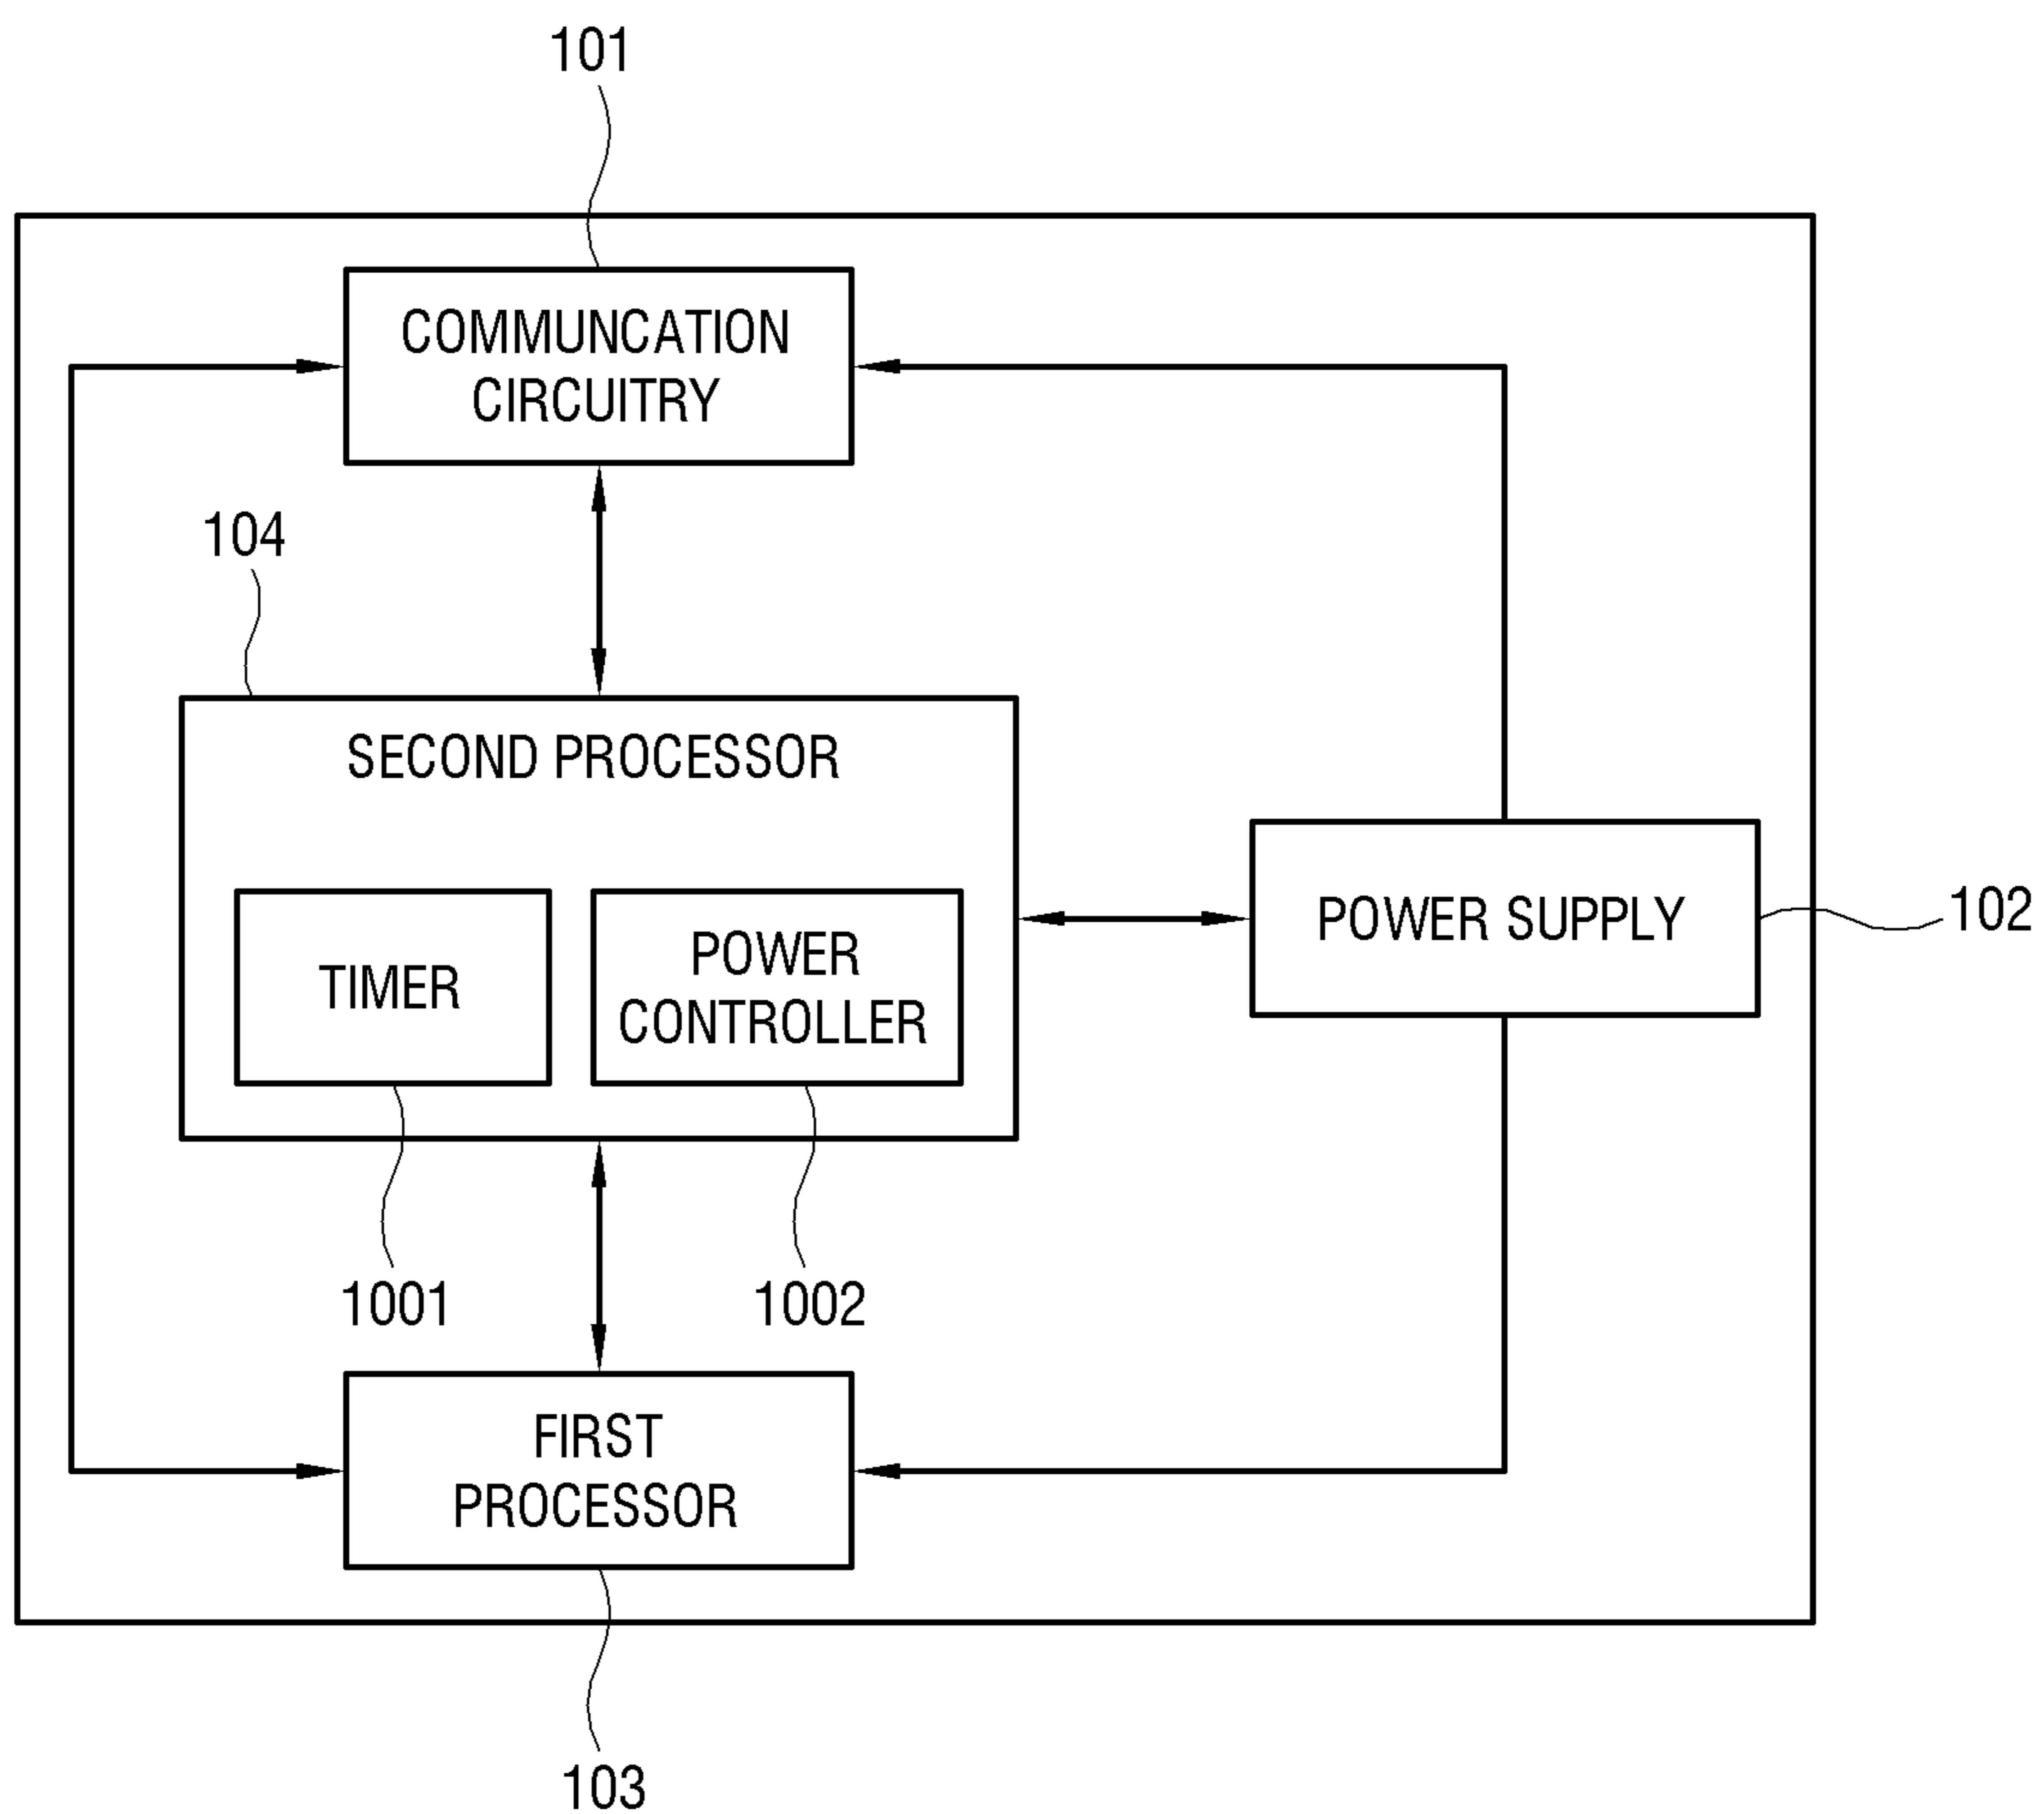 101
COMMUNCATION
CIRCUITRY
104
SECOND PROCESSOR
TIMER
POWER
CONTROLLER
POWER SUPPLY
102
1001
1002
FIRST
PROCESSOR
103